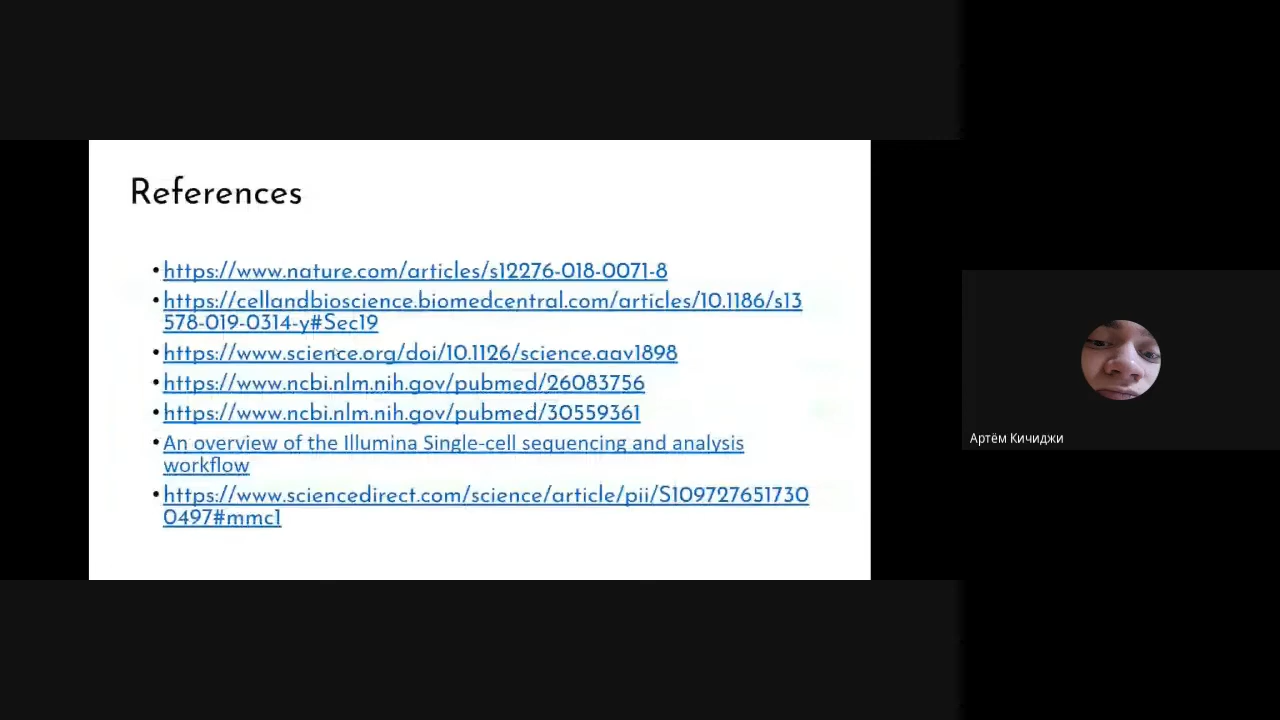 References
•https://www.nature.com/articles/s12276-018-0071-8
•https://cellandbioscience.biomedcentral.com/articles/10.1186/s13
578-019-0314-y#Sec19
•https://www.science.org/doi/10.1126/science.aav1898
•https://www.ncbi.nlm.nih.gov/pubmed/26083756
•https://www.ncbi.nlm.nih.gov/pubmed/30559361
•An overview of the Illumina Single-cell sequencing and analysis
workflow
•https://www.sciencedirect.com/science/article/pii/S109727651730
0497#mmc1
Артём Кичиджи